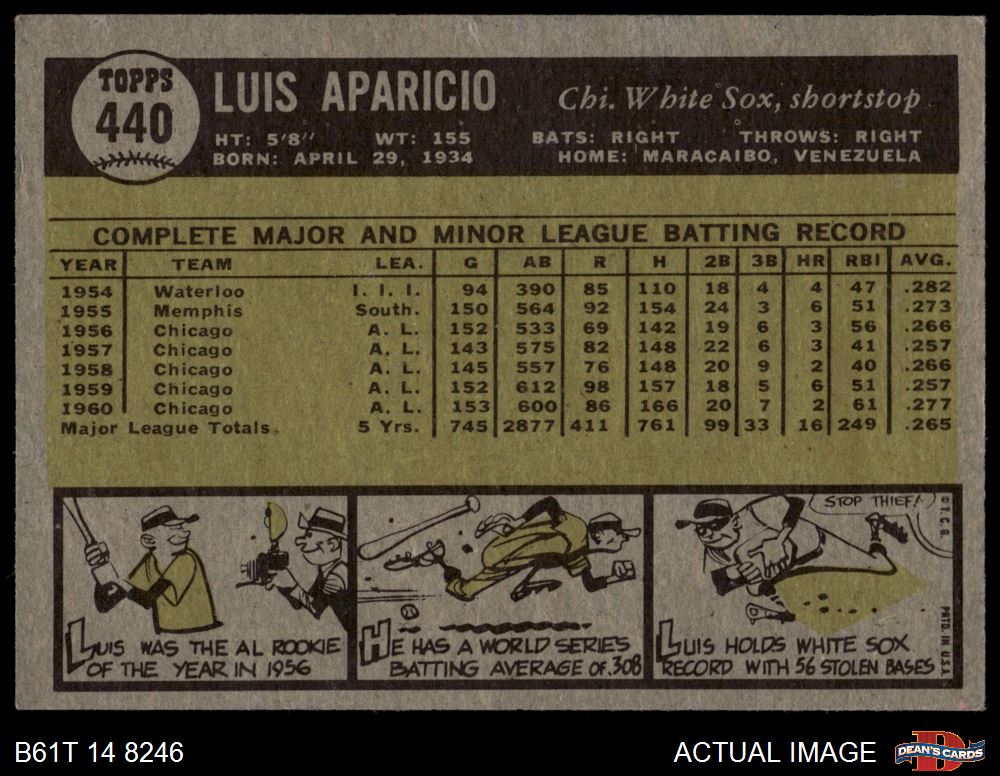 TOPPS
440
LUIS APARICIO
Chi. White Sox, shortstop
HT: 5'8" WT: 155 BATS: RIGHT THROWS: RIGHT
BORN: APRIL 29, 1934 HOME: MARACAIBO, VENEZUELA
COMPLETE MAJOR AND MINOR LEAGUE BATTING RECORD
YEAR TEAM LEA. G AB R H 2B 3B HR RBI AVG.
1954 Waterloo I. I. I. 94 390 85 110 18 4 4 47 .282
1955 Memphis South. 150 564 92 154 24 3 6 51 .273
1956 Chicago A. L. 152 533 69 142 19 6 3 56 .266
1957 Chicago A. L. 143 575 82 148 22 6 3 41 .257
1958 Chicago A. L. 145 557 76 148 20 9 2 40 .266
1959 Chicago A. L. 152 612 98 157 18 5 6 51 .257
1960 Chicago A. L. 153 600 86 166 20 7 2 61 .277
Major League Totals 5 Yrs. 745 2877 411 761 99 33 16 249 .265
LUIS WAS THE AL ROOKIE
OF THE YEAR IN 1956
HE HAS A WORLD SERIES
BATTING AVERAGE OF .308
STOP THIEF!
LUIS HOLDS WHITE SOX
RECORD WITH 56 STOLEN BASES
© T. C. G.
PRTD. IN U.S.A.
B61T 14 8246
ACTUAL IMAGE
DEAN'S CARDS